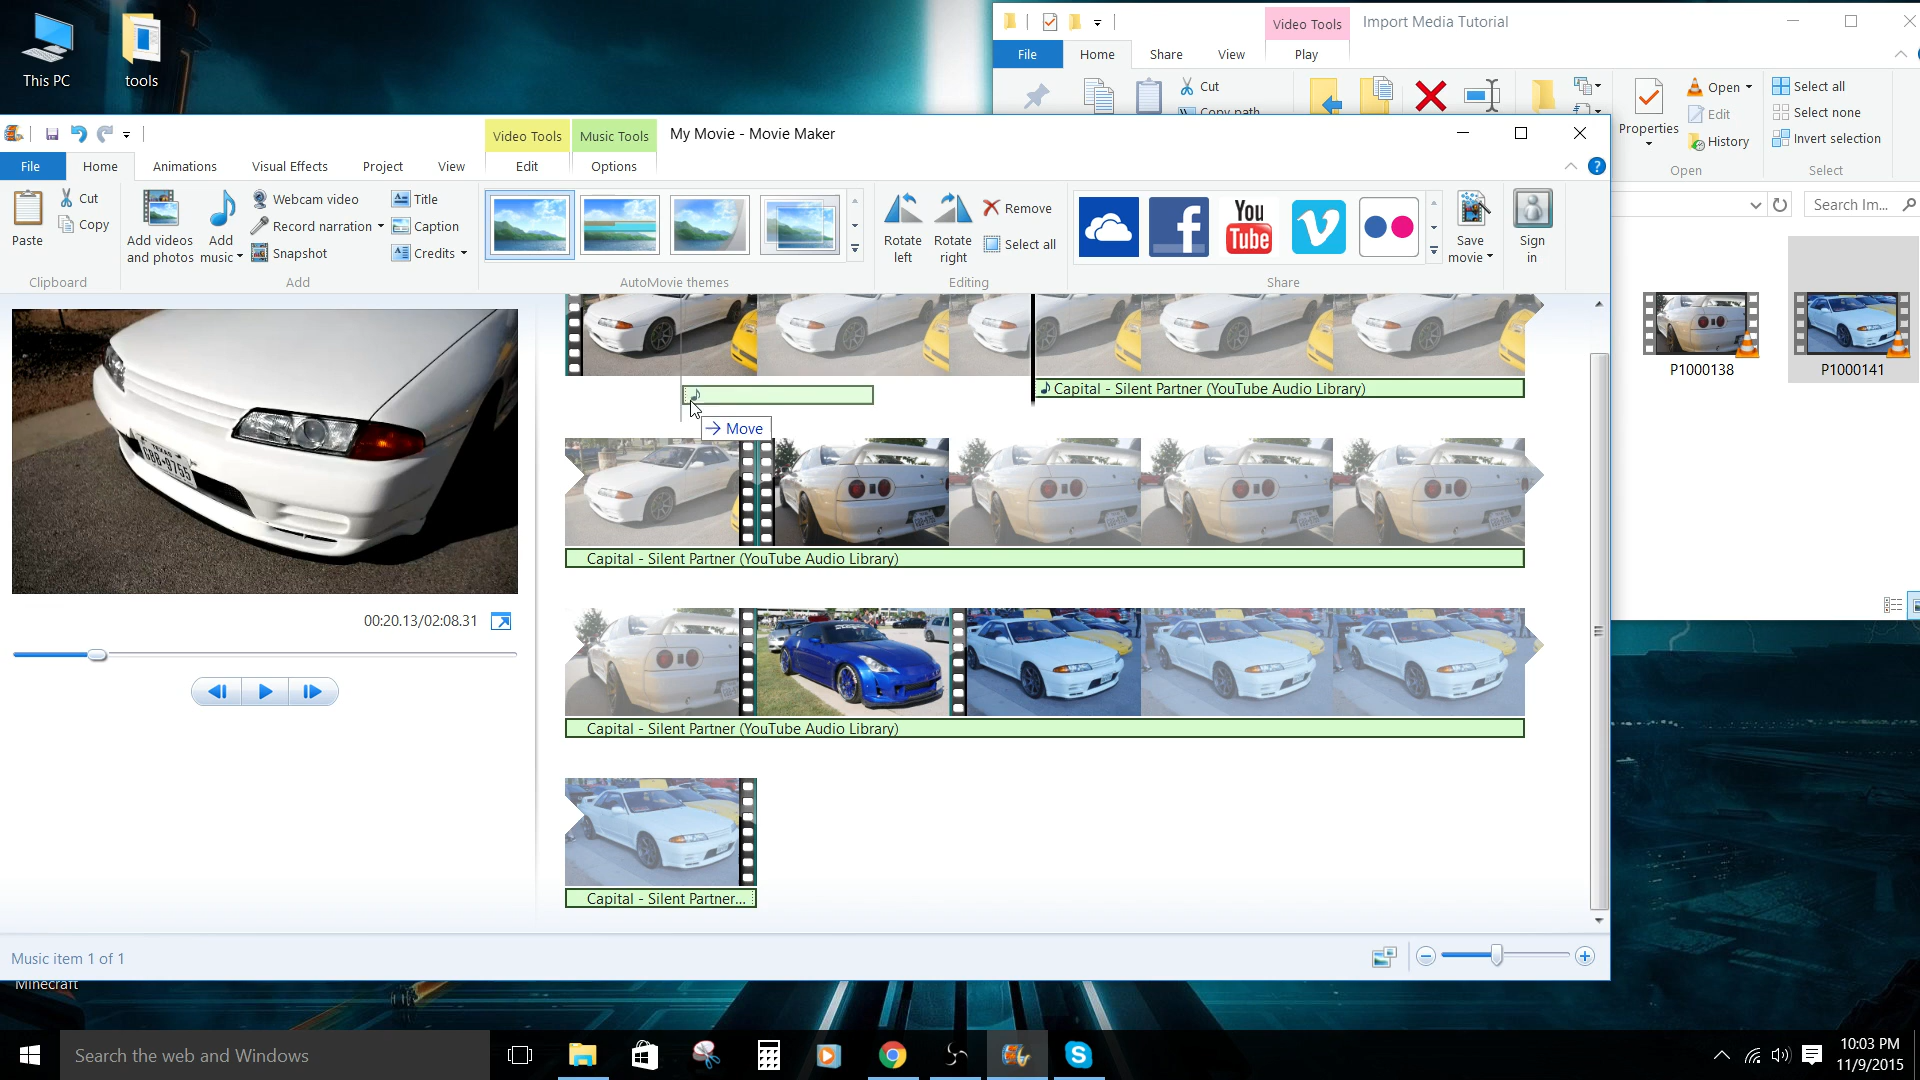 This PC
tools
Video Tools
Import Media Tutorial
File
Home
Share
View
Play
Cut
Copy path
Properties
Open
Edit
History
Open
Select all
Select none
Invert selection
Select
Search Im...
P1000138
P1000141
Video Tools
Music Tools
My Movie - Movie Maker
File
Home
Animations
Visual Effects
Project
View
Edit
Options
Paste
Cut
Copy
Clipboard
Add videos
and photos
Add
music
Webcam video
Record narration
Snapshot
Title
Caption
Credits
Add
AutoMovie themes
Rotate
left
Rotate
right
Remove
Select all
Editing
You
Tube
Share
Save
movie
Sign
in
Capital - Silent Partner (YouTube Audio Library)
Move
Capital - Silent Partner (YouTube Audio Library)
Capital - Silent Partner (YouTube Audio Library)
Capital - Silent Partner...
00:20.13/02:08.31
Music item 1 of 1
Minecraft
Search the web and Windows
10:03 PM
11/9/2015